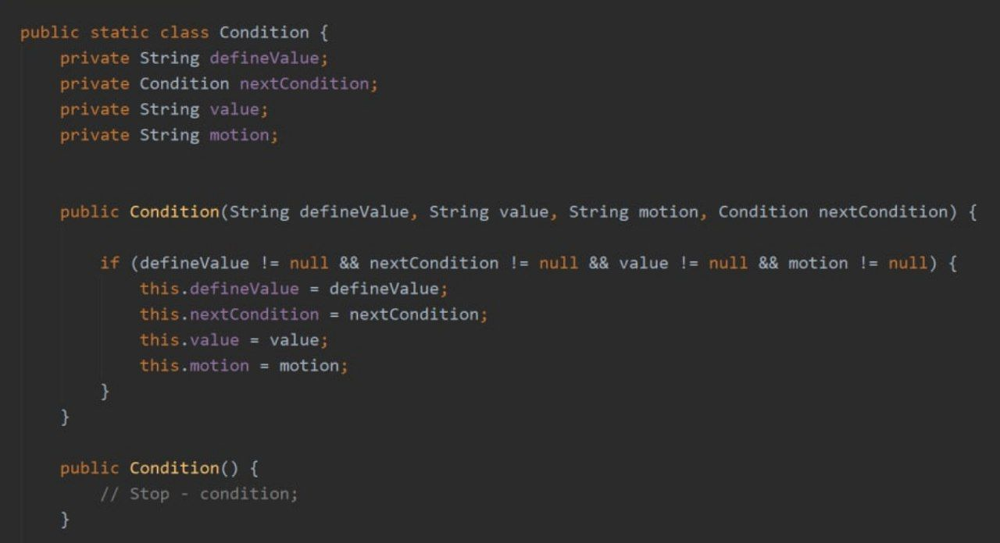 public static class Condition {
private String defineValue;
private Condition nextCondition;
private String value;
private String motion;
public Condition(String defineValue, String value, String motion, Condition nextCondition) {
if (defineValue != null && nextCondition != null && value != null && motion != null) {
this.defineValue = defineValue;
this.nextCondition = nextCondition;
this.value = value;
this.motion = motion;
}
}
public Condition() {
// Stop - condition;
}